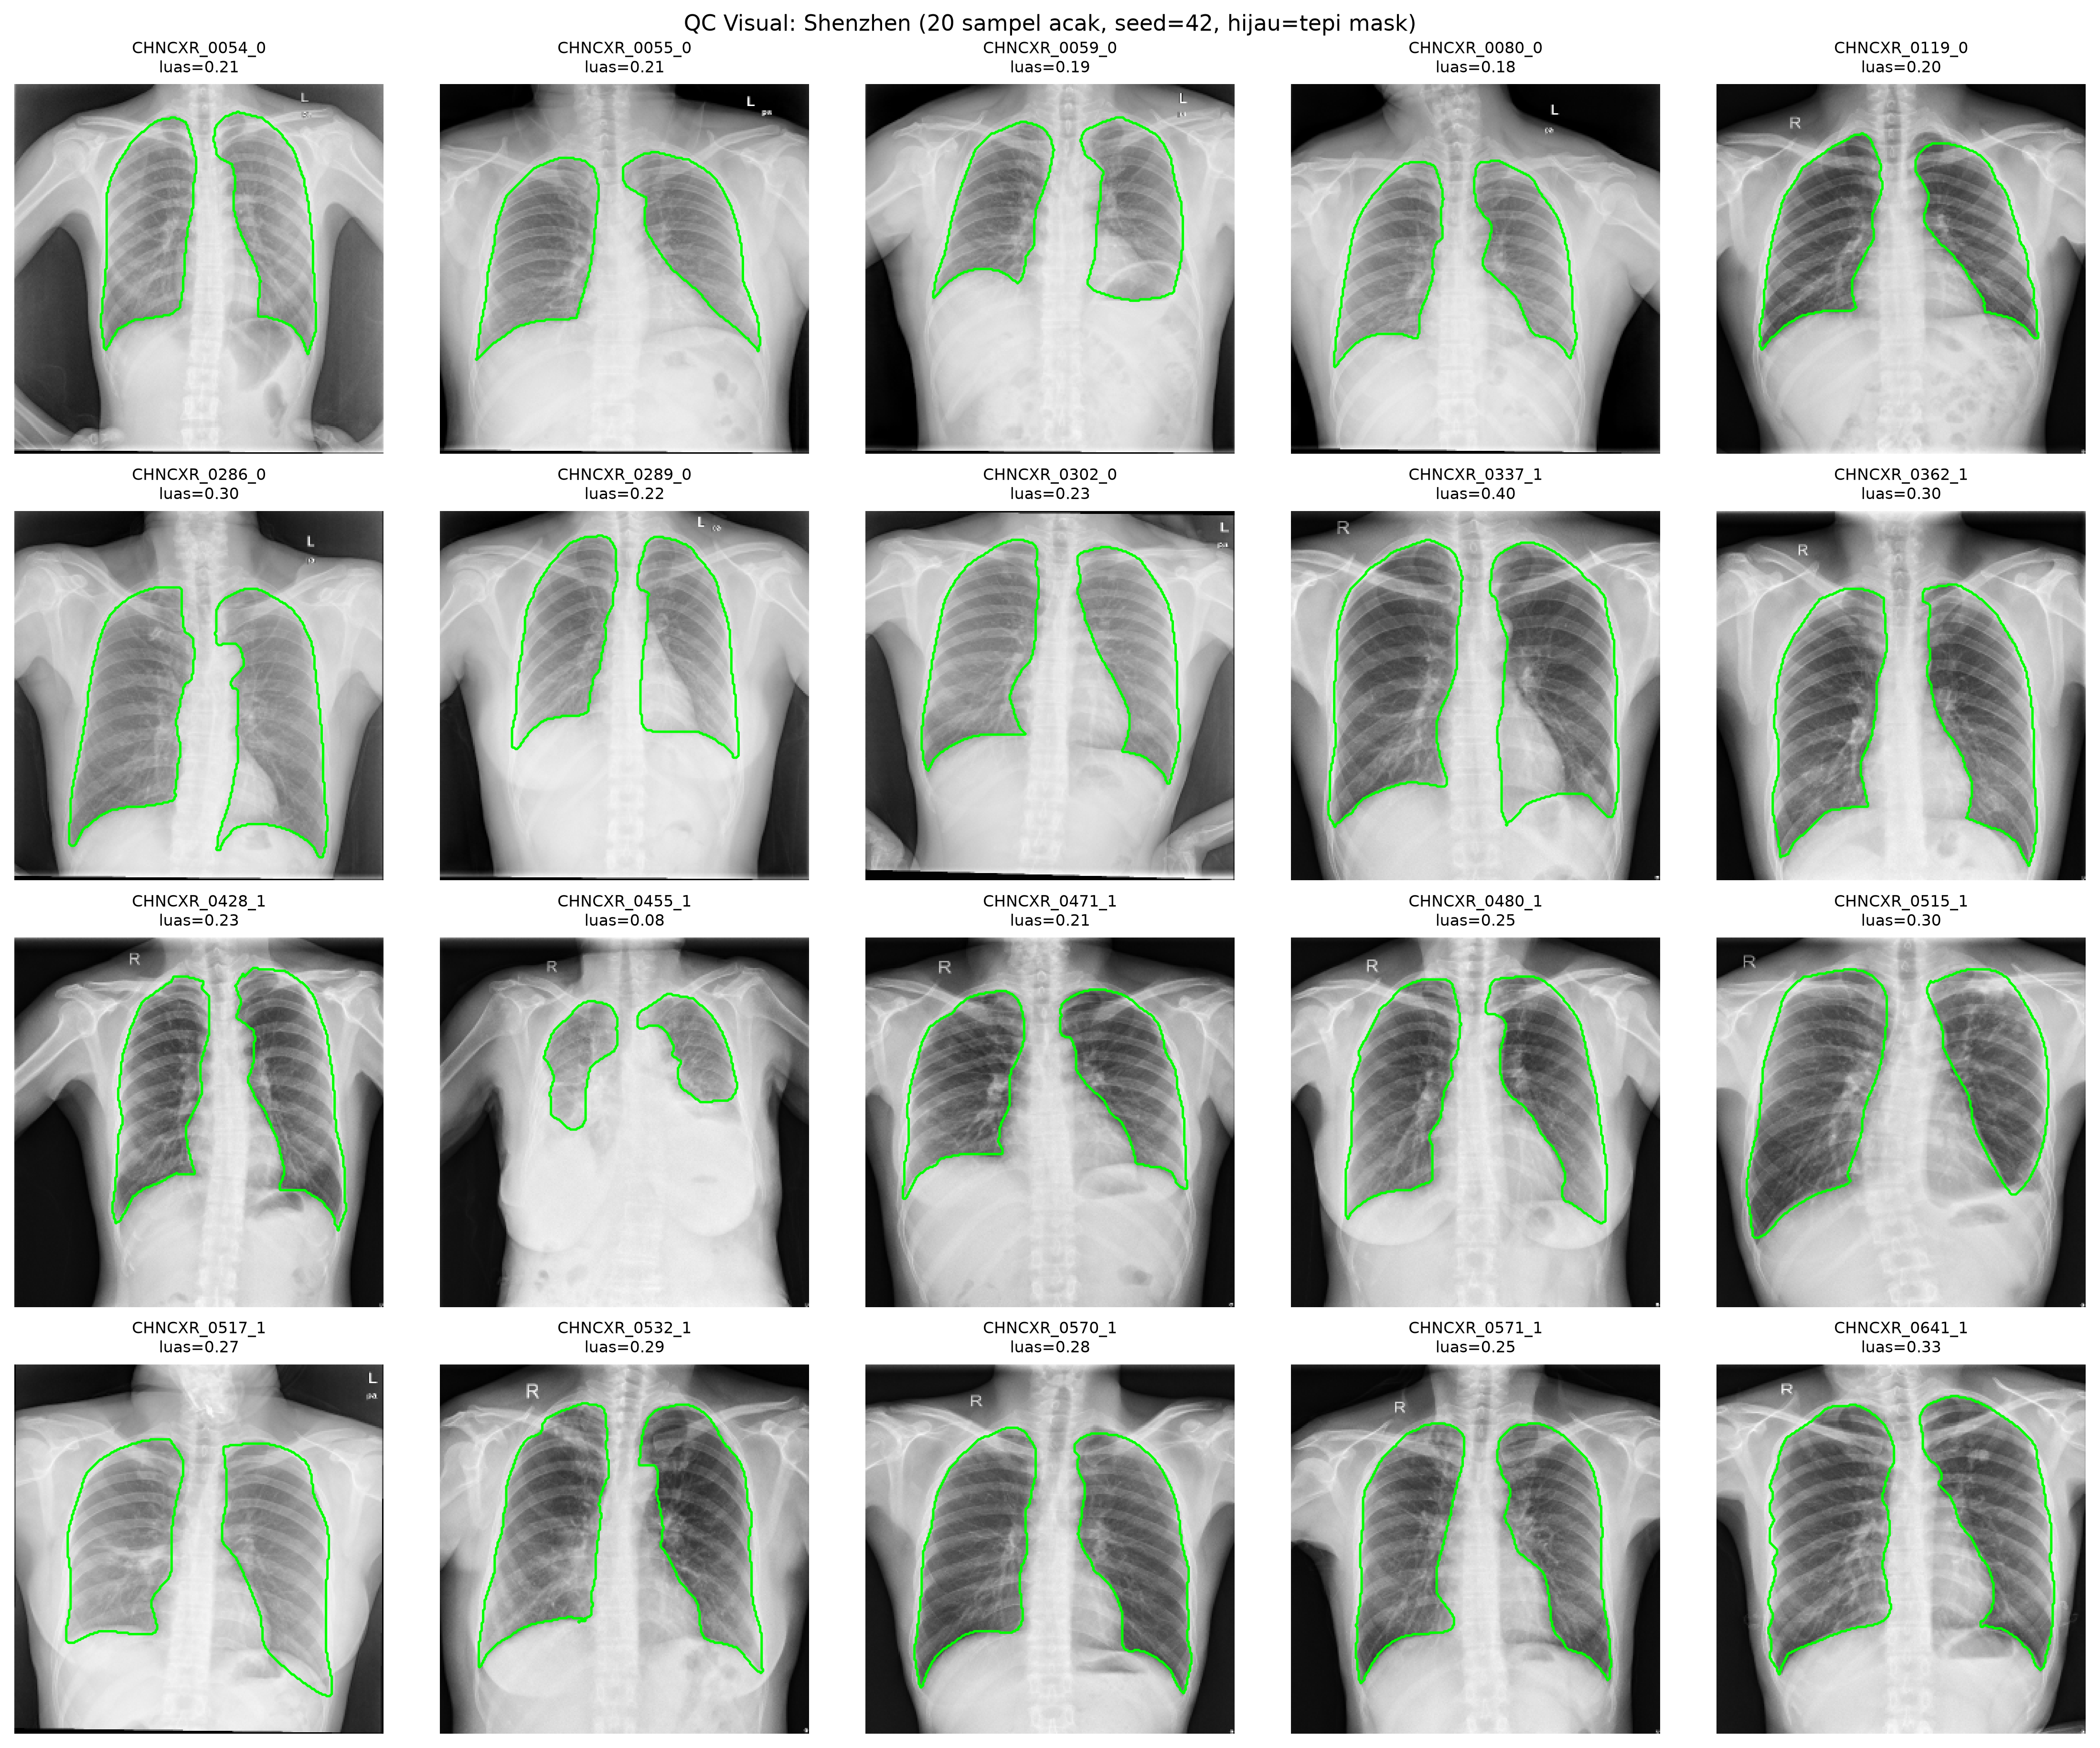 QC Visual: Shenzhen (20 sampel acak, seed=42, hijau=tepi mask)
CHNCXR_0054_0
luas=0.21
CHNCXR_0055_0
luas=0.21
CHNCXR_0059_0
luas=0.19
CHNCXR_0080_0
luas=0.18
CHNCXR_0119_0
luas=0.20
L
L
pa
L
L
R
CHNCXR_0286_0
luas=0.30
CHNCXR_0289_0
luas=0.22
CHNCXR_0302_0
luas=0.23
CHNCXR_0337_1
luas=0.40
CHNCXR_0362_1
luas=0.30
L
L
L
pa
R
R
CHNCXR_0428_1
luas=0.23
CHNCXR_0455_1
luas=0.08
CHNCXR_0471_1
luas=0.21
CHNCXR_0480_1
luas=0.25
CHNCXR_0515_1
luas=0.30
R
R
R
R
R
CHNCXR_0517_1
luas=0.27
CHNCXR_0532_1
luas=0.29
CHNCXR_0570_1
luas=0.28
CHNCXR_0571_1
luas=0.25
CHNCXR_0641_1
luas=0.33
L
pa
R
R
R
R